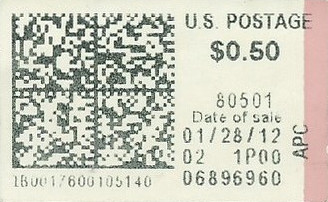 U.S. POSTAGE
$0.50
80501
Date of sale
01/28/12
02 1P00
06896960
APC
1B0017600105140